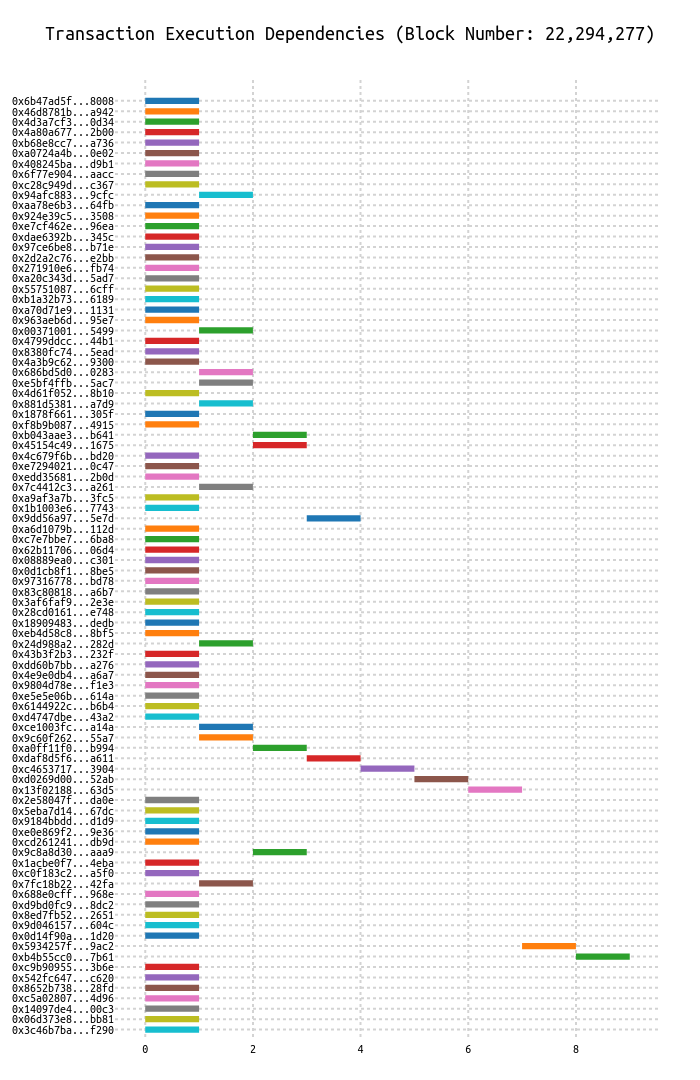 Transaction Execution Dependencies (Block Number: 22,294,277)
0x6b47ad5f...8008
0x46d8781b...a942
0x4d3a7cf3...0d34
0x4a80a677...2b00
0xb68e8cc7...a736
0xa0724a4b...0e02
0x408245ba...d9b1
0x6f77e904...aacc
0xc28c949d...c367
0x94afc883...9cfc
0xaa78e6b3...64fb
0x924e39c5...3508
0xe7cf462e...96ea
0xdae6392b...345c
0x97ce6be8...b71e
0x2d2a2c76...e2bb
0x271910e6...fb74
0xa20c343d...5ad7
0x55751087...6cff
0xb1a32b73...6189
0xa70d71e9...1131
0x963aeb6d...95e7
0x00371001...5499
0x4799ddcc...44b1
0x8380fc74...5ead
0x4a3b9c62...9300
0x686bd5d0...0283
0xe5bf4ffb...5ac7
0x4d61f052...8b10
0x881d5381...a7d9
0x1878f661...305f
0xf8b9b087...4915
0xb043aae3...b641
0x45154c49...1675
0x4c679f6b...bd20
0xe7294021...0c47
0xedd35681...2b0d
0x7c4412c3...a261
0xa9af3a7b...3fc5
0x1b1003e6...7743
0x9dd56a97...5e7d
0xa6d1079b...112d
0xc7e7bbe7...6ba8
0x62b11706...06d4
0x08889ea0...c301
0x0d1cb8f1...8be5
0x97316778...bd78
0x83c80818...a6b7
0x3af6faf9...2e3e
0x28cd0161...e748
0x18909483...dedb
0xeb4d58c8...8bf5
0x24d988a2...282d
0x43b3f2b3...232f
0xdd60b7bb...a276
0x4e9e0db4...a6a7
0x9804d78e...f1e3
0xe5e5e06b...614a
0x6144922c...b6b4
0xd4747dbe...43a2
0xce1003fc...a14a
0x9c60f262...55a7
0xa0ff11f0...b994
0xdaf8d5f6...a611
0xc4653717...3904
0xd0269d00...52ab
0x13f02188...63d5
0x2e58047f...da0e
0x5eba7d14...67dc
0x9184bbdd...d1d9
0xe0e869f2...9e36
0xcd261241...db9d
0x9c8a8d30...aaa9
0x1acbe0f7...4eba
0xc0f183c2...a5f0
0x7fc18b22...42fa
0x688e0cff...968e
0xd9bd0fc9...8dc2
0x8ed7fb52...2651
0x9d046157...604c
0x0d14f90a...1d20
0x5934257f...9ac2
0xb4b55cc0...7b61
0xc9b90955...3b6e
0x542fc647...c620
0x8652b738...28fd
0xc5a02807...4d96
0x14097de4...00c3
0x06d373e8...bb81
0x3c46b7ba...f290
0 2 4 6 8